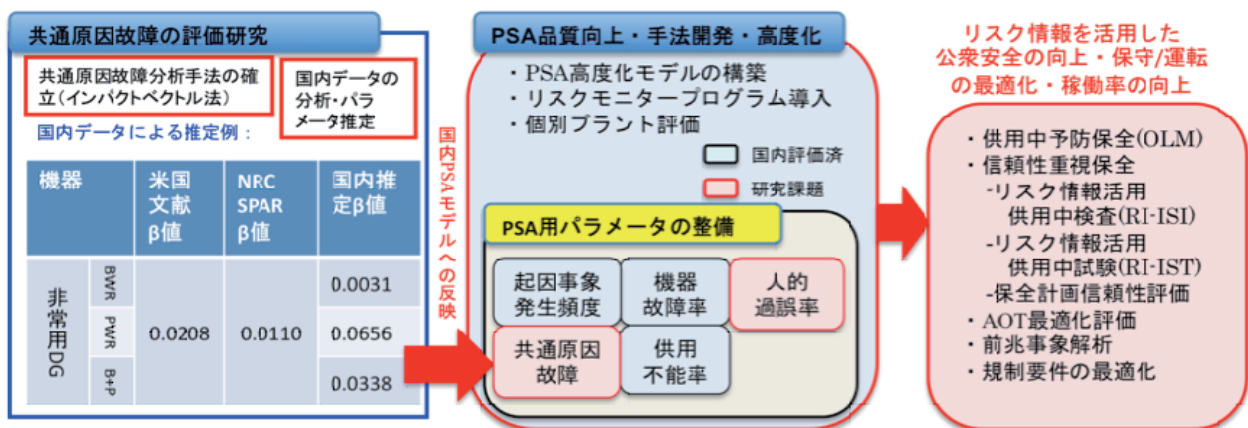 共通原因故障の評価研究
共通原因故障分析手法の確
立(インパクトベクトル法)
国内データの
分析・パラ
メータ推定
国内データによる推定例：
機器
米国
文献
β値
NRC
SPAR
β値
国内推
定β値
非常用DG
BWR
PWR
B+P
0.0208
0.0110
0.0031
0.0656
0.0338
国内PSAモデルへの反映
PSA品質向上・手法開発・高度化
・PSA高度化モデルの構築
・リスクモニタープログラム導入
・個別プラント評価
国内評価済
研究課題
PSA用パラメータの整備
起因事象
発生頻度
機器
故障率
人的
過誤率
共通原因
故障
供用
不能率
リスク情報を活用した
公衆安全の向上・保守/運転
の最適化・稼働率の向上
・供用中予防保全(OLM)
・信頼性重視保全
-リスク情報活用
供用中検査(RI-ISI)
-リスク情報活用
供用中試験(RI-IST)
-保全計画信頼性評価
・AOT最適化評価
・前兆事象解析
・規制要件の最適化